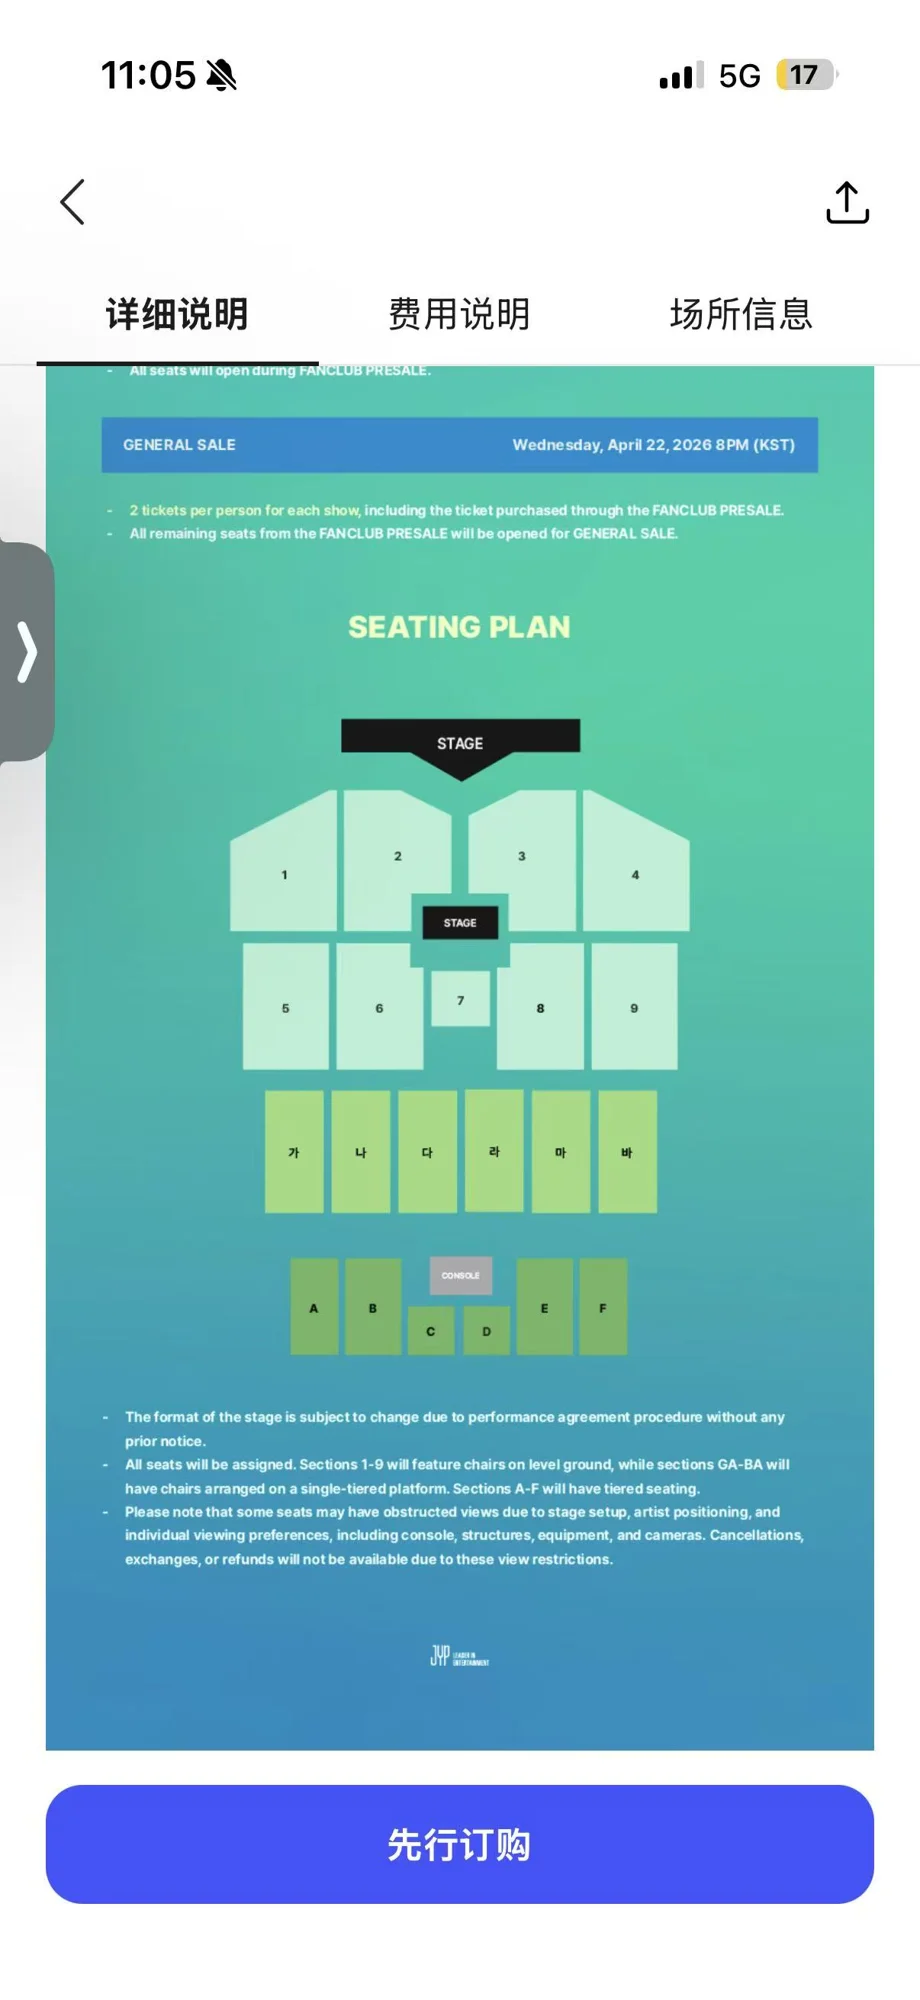 11:05
5G
17
详细说明
费用说明
场所信息
- All seats will open during FANCLUB PRESALE.
GENERAL SALE
Wednesday, April 22, 2026 8PM (KST)
- 2 tickets per person for each show, including the ticket purchased through the FANCLUB PRESALE.
- All remaining seats from the FANCLUB PRESALE will be opened for GENERAL SALE.
SEATING PLAN
STAGE
1
2
3
4
STAGE
5
6
7
8
9
가
나
다
라
마
바
CONSOLE
A
B
C
D
E
F
- The format of the stage is subject to change due to performance agreement procedure without any
prior notice.
- All seats will be assigned. Sections 1-9 will feature chairs on level ground, while sections GA-BA will
have chairs arranged on a single-tiered platform. Sections A-F will have tiered seating.
- Please note that some seats may have obstructed views due to stage setup, artist positioning, and
individual viewing preferences, including console, structures, equipment, and cameras. Cancellations,
exchanges, or refunds will not be available due to these view restrictions.
JYP
LEADER IN
ENTERTAINMENT
先行订购